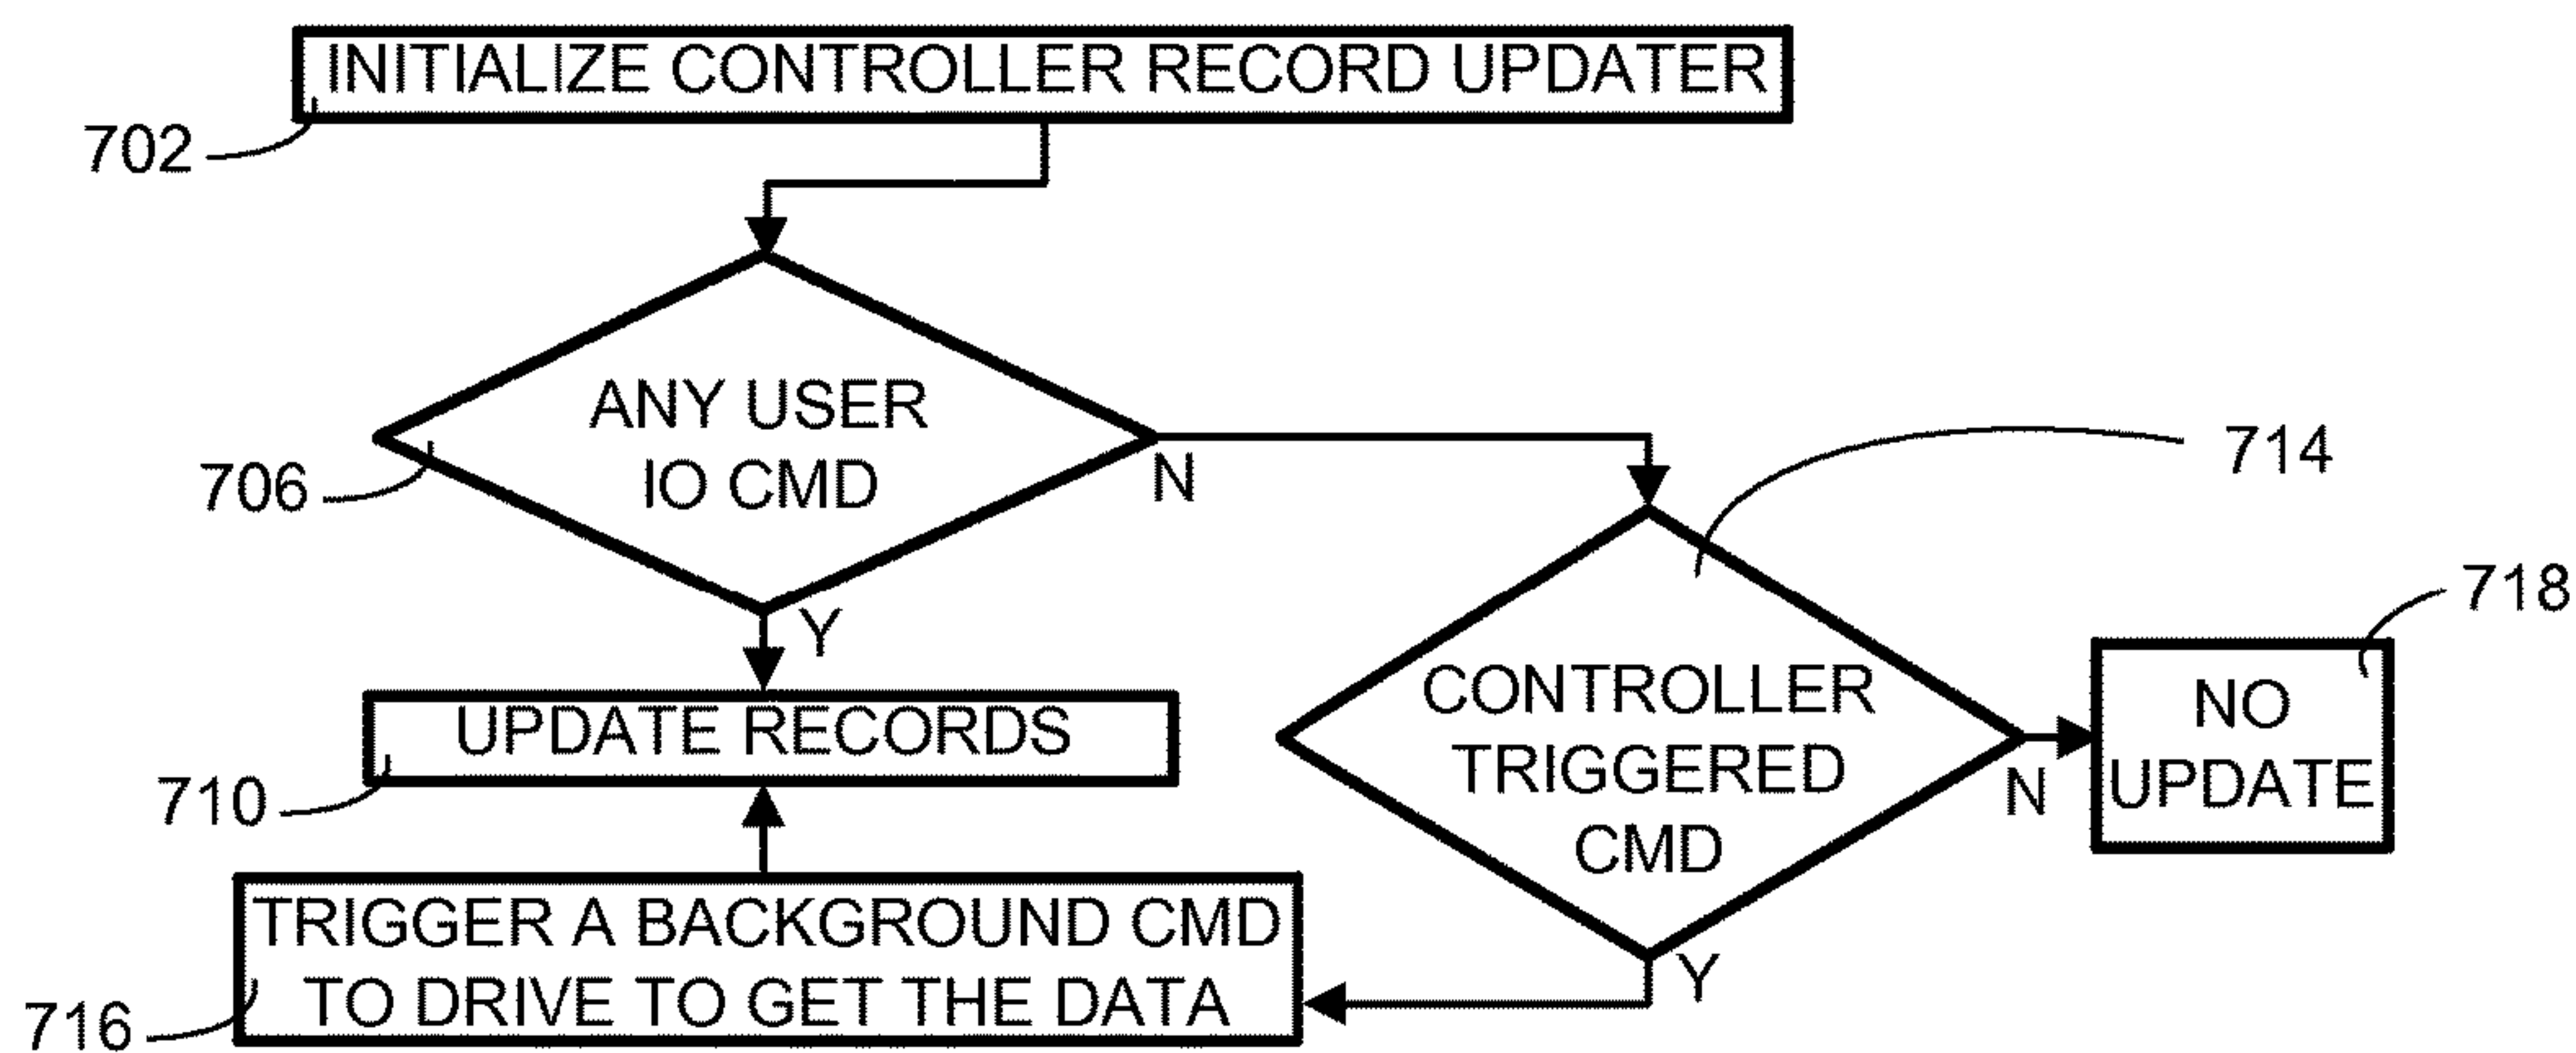 INITIALIZE CONTROLLER RECORD UPDATER
702
ANY USER
IO CMD
706
N
Y
714
718
CONTROLLER
TRIGGERED
CMD
N
Y
NO
UPDATE
UPDATE RECORDS
710
TRIGGER A BACKGROUND CMD
TO DRIVE TO GET THE DATA
716